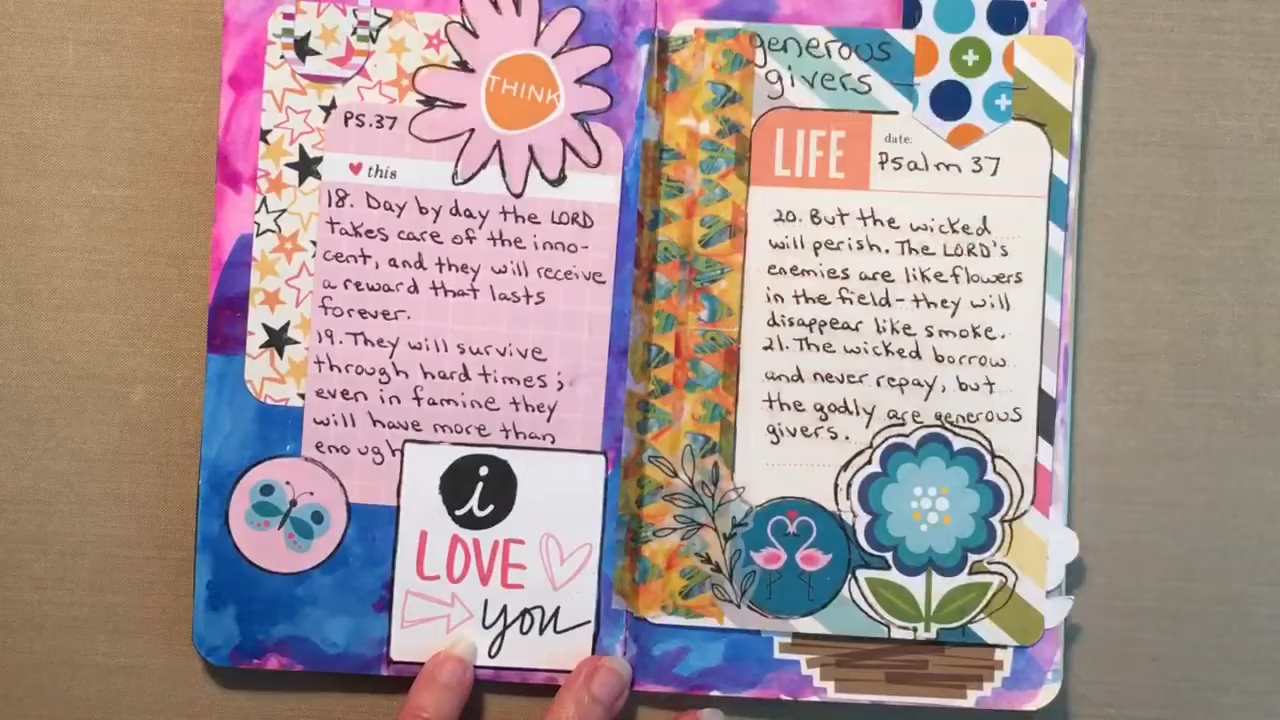 THINK
PS.37
this
18. Day by day the LORD
takes care of the inno-
cent, and they will receive
a reward that lasts
forever.
19. They will survive
through hard times;
even in famine they
will have more than
enough
i
LOVE
you
generous
givers
LIFE
date:
Psalm 37
20. But the wicked
will perish. The LORD'S
enemies are like flowers
in the field - they will
disappear like smoke.
21. The wicked borrow
and never repay, but
the godly are generous
givers.